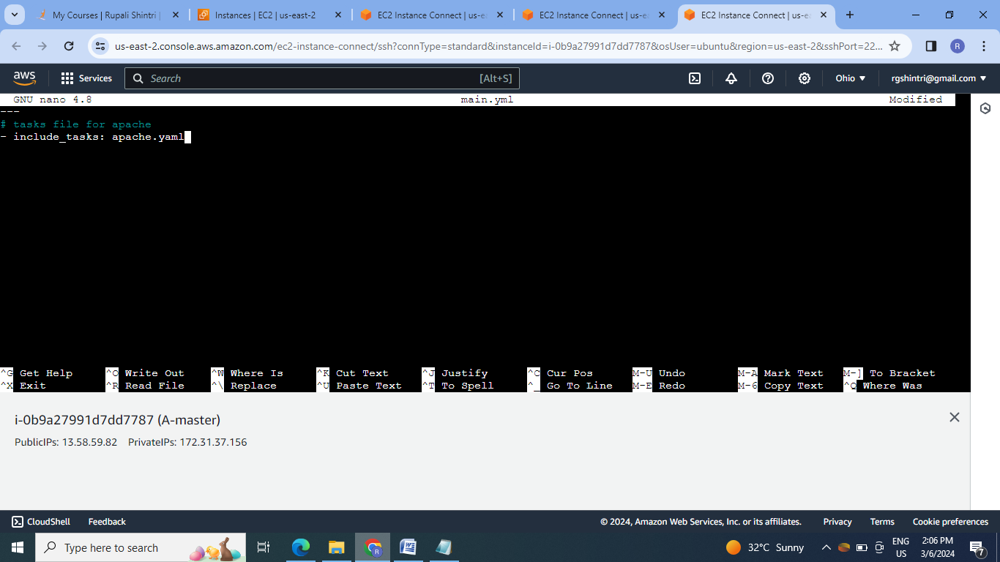 My Courses | Rupali Shintri |
Instances | EC2 | us-east-2
EC2 Instance Connect | us-ea
EC2 Instance Connect | us-ea
EC2 Instance Connect | us-ea
us-east-2.console.aws.amazon.com/ec2-instance-connect/ssh?connType=standard&instanceId=i-0b9a27991d7dd7787&osUser=ubuntu&region=us-east-2&sshPort=22...
R
aws Services Search [Alt+S] Ohio rgshintri@gmail.com
GNU nano 4.8 main.yml Modified
---
# tasks file for apache
- include_tasks: apache.yaml
^G Get Help ^O Write Out ^W Where Is ^K Cut Text ^J Justify ^C Cur Pos M-U Undo M-A Mark Text M-] To Bracket
^X Exit ^R Read File ^\ Replace ^U Paste Text ^T To Spell ^_ Go To Line M-E Redo M-6 Copy Text ^Q Where Was
i-0b9a27991d7dd7787 (A-master)
PublicIPs: 13.58.59.82 PrivateIPs: 172.31.37.156
CloudShell Feedback © 2024, Amazon Web Services, Inc. or its affiliates. Privacy Terms Cookie preferences
Type here to search
R
W
32°C Sunny
ENG
US
2:06 PM
3/6/2024
7